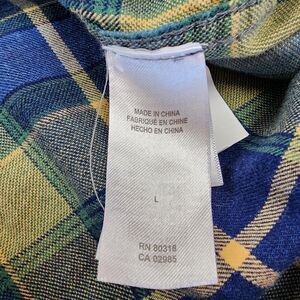 MADE IN CHINA
FABRIQUÉ EN CHINE
HECHO EN CHINA
L
RN 80318
CA 02985